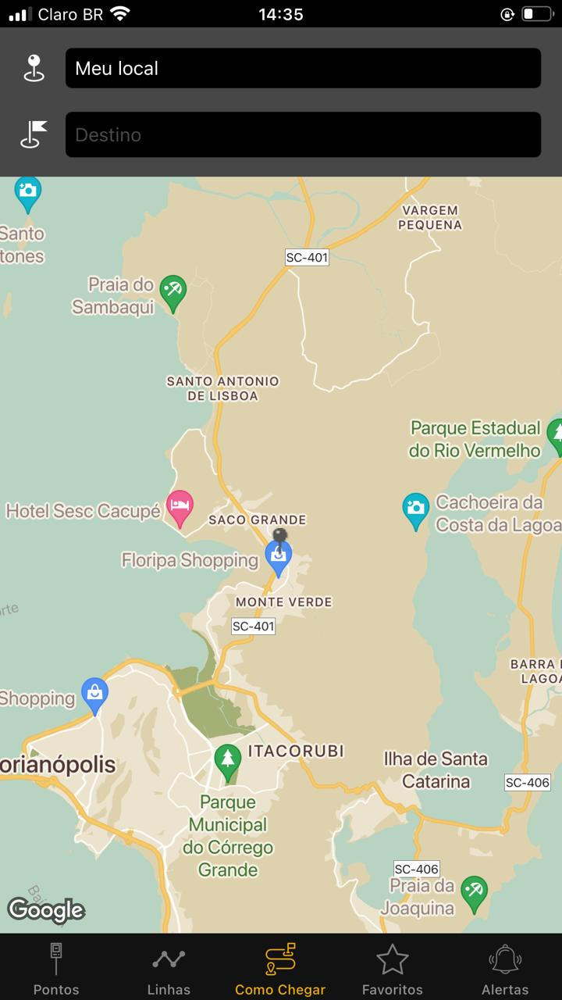 Claro BR
14:35
Meu local
Destino
VARGEM
PEQUENA
Santo
tones
SC-401
Praia do
Sambaqui
SANTO ANTONIO
DE LISBOA
Parque Estadual
do Rio Vermelho
Hotel Sesc Cacupé
Cachoeira da
Costa da Lagoa
SACO GRANDE
Floripa Shopping
MONTE VERDE
orte
SC-401
BARRA
LAGOA
Shopping
ITACORUBI
orianópolis
Ilha de Santa
Catarina
SC-406
Parque
Municipal
do Córrego
Grande
SC-406
Praia da
Joaquina
Google
Pontos
Linhas
Como Chegar
Favoritos
Alertas